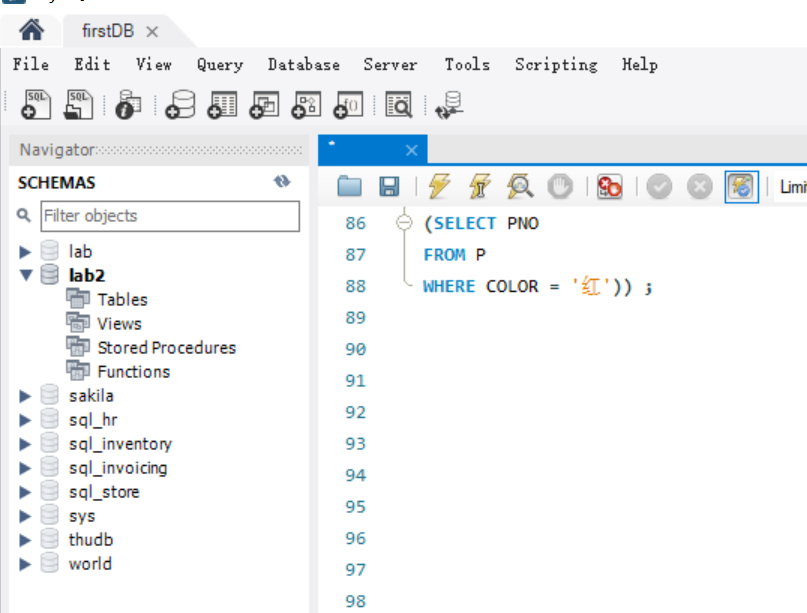 firstDB
File Edit View Query Database Server Tools Scripting Help
Navigator
SCHEMAS
Filter objects
lab
lab2
Tables
Views
Stored Procedures
Functions
sakila
sql_hr
sql_inventory
sql_invoicing
sql_store
sys
thudb
world
*
86 (SELECT PNO
87 FROM P
88 WHERE COLOR = '红')) ;
89
90
91
92
93
94
95
96
97
98